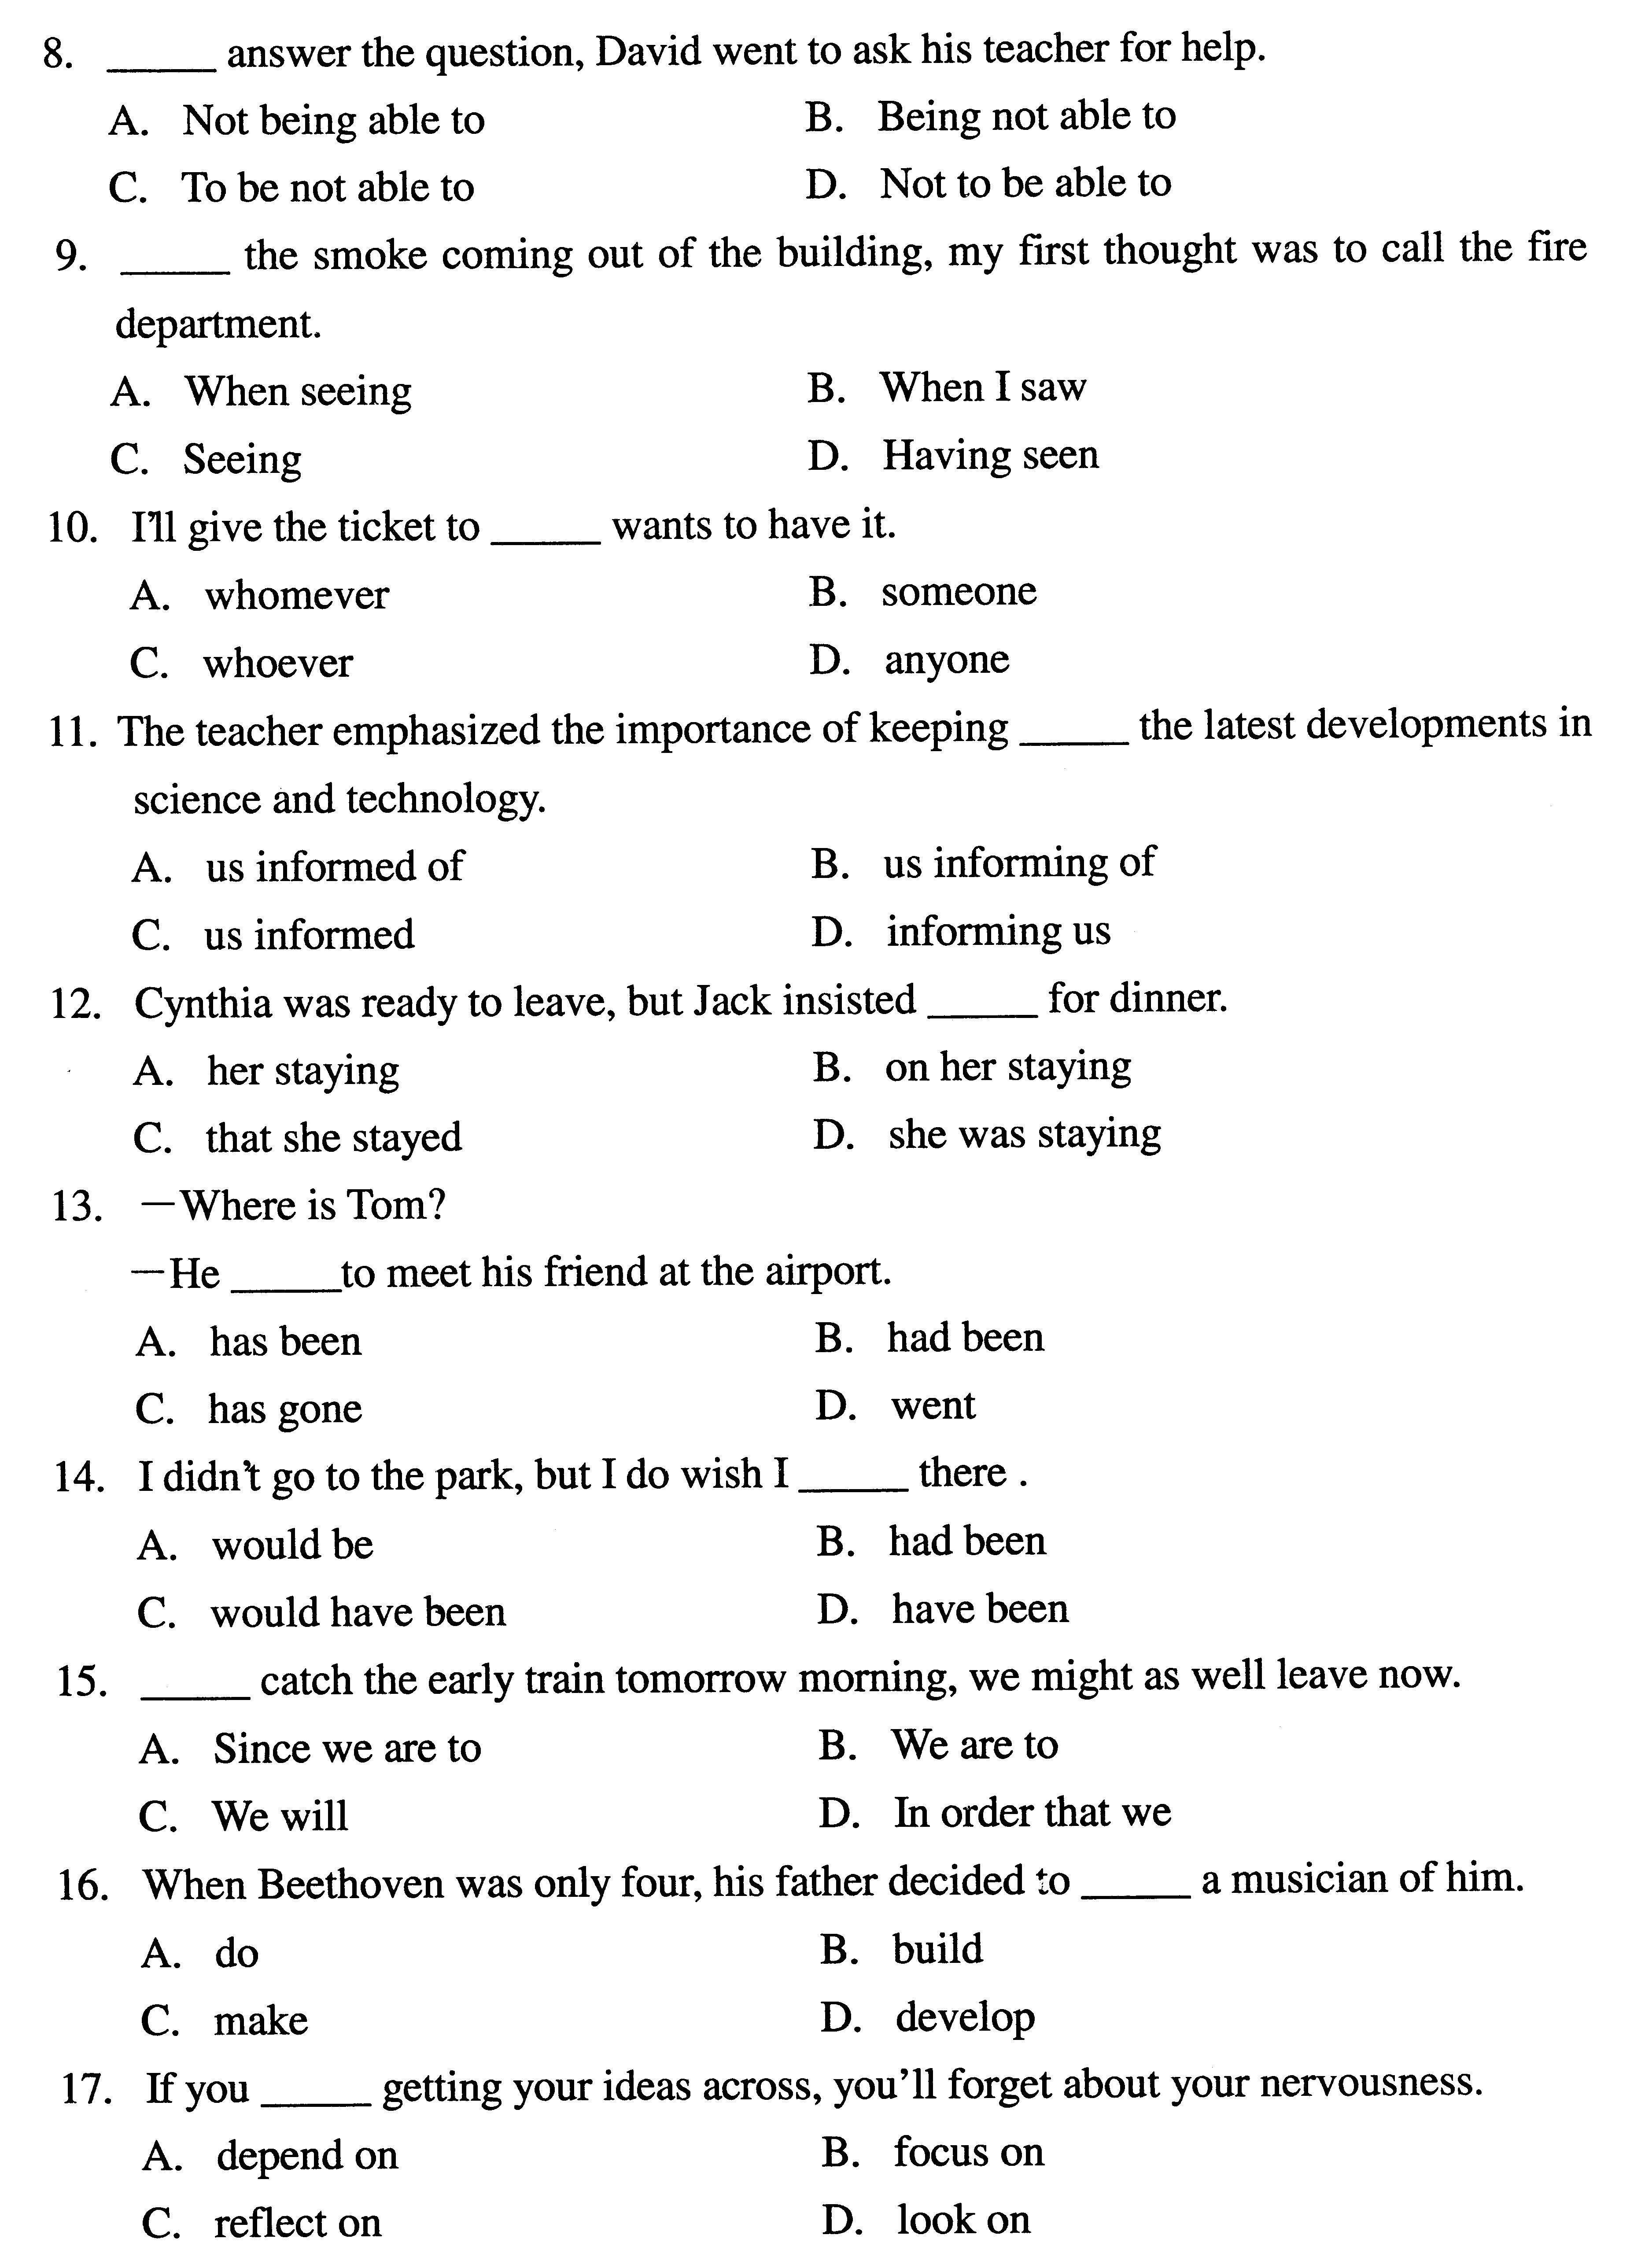 8. _____ answer the question, David went to ask his teacher for help.
A. Not being able to B. Being not able to
C. To be not able to D. Not to be able to
9. _____ the smoke coming out of the building, my first thought was to call the fire
department.
A. When seeing B. When I saw
C. Seeing D. Having seen
10. I'll give the ticket to _____ wants to have it.
A. whomever B. someone
C. whoever D. anyone
11. The teacher emphasized the importance of keeping _____ the latest developments in
science and technology.
A. us informed of B. us informing of
C. us informed D. informing us
12. Cynthia was ready to leave, but Jack insisted _____ for dinner.
A. her staying B. on her staying
C. that she stayed D. she was staying
13. —Where is Tom?
—He _____to meet his friend at the airport.
A. has been B. had been
C. has gone D. went
14. I didn't go to the park, but I do wish I _____ there .
A. would be B. had been
C. would have been D. have been
15. _____ catch the early train tomorrow morning, we might as well leave now.
A. Since we are to B. We are to
C. We will D. In order that we
16. When Beethoven was only four, his father decided to _____ a musician of him.
A. do B. build
C. make D. develop
17. If you _____ getting your ideas across, you'll forget about your nervousness.
A. depend on B. focus on
C. reflect on D. look on